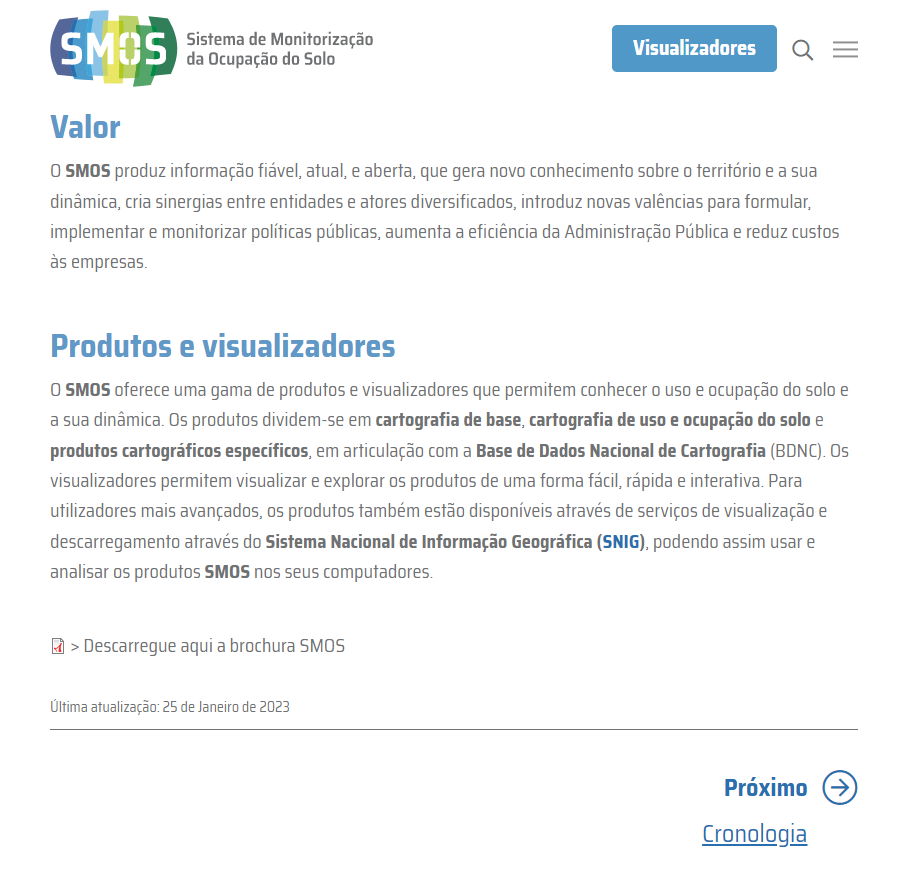 SMOS
Sistema de Monitorização
da Ocupação do Solo
Visualizadores
Valor
O SMOS produz informação fiável, atual, e aberta, que gera novo conhecimento sobre o território e a sua
dinâmica, cria sinergias entre entidades e atores diversificados, introduz novas valências para formular,
implementar e monitorizar políticas públicas, aumenta a eficiência da Administração Pública e reduz custos
às empresas.
Produtos e visualizadores
O SMOS oferece uma gama de produtos e visualizadores que permitem conhecer o uso e ocupação do solo e
a sua dinâmica. Os produtos dividem-se em cartografia de base, cartografia de uso e ocupação do solo e
produtos cartográficos específicos, em articulação com a Base de Dados Nacional de Cartografia (BDNC). Os
visualizadores permitem visualizar e explorar os produtos de uma forma fácil, rápida e interativa. Para
utilizadores mais avançados, os produtos também estão disponíveis através de serviços de visualização e
descarregamento através do Sistema Nacional de Informação Geográfica (SNIG), podendo assim usar e
analisar os produtos SMOS nos seus computadores.
> Descarregue aqui a brochura SMOS
Última atualização: 25 de Janeiro de 2023
Próximo
Cronologia